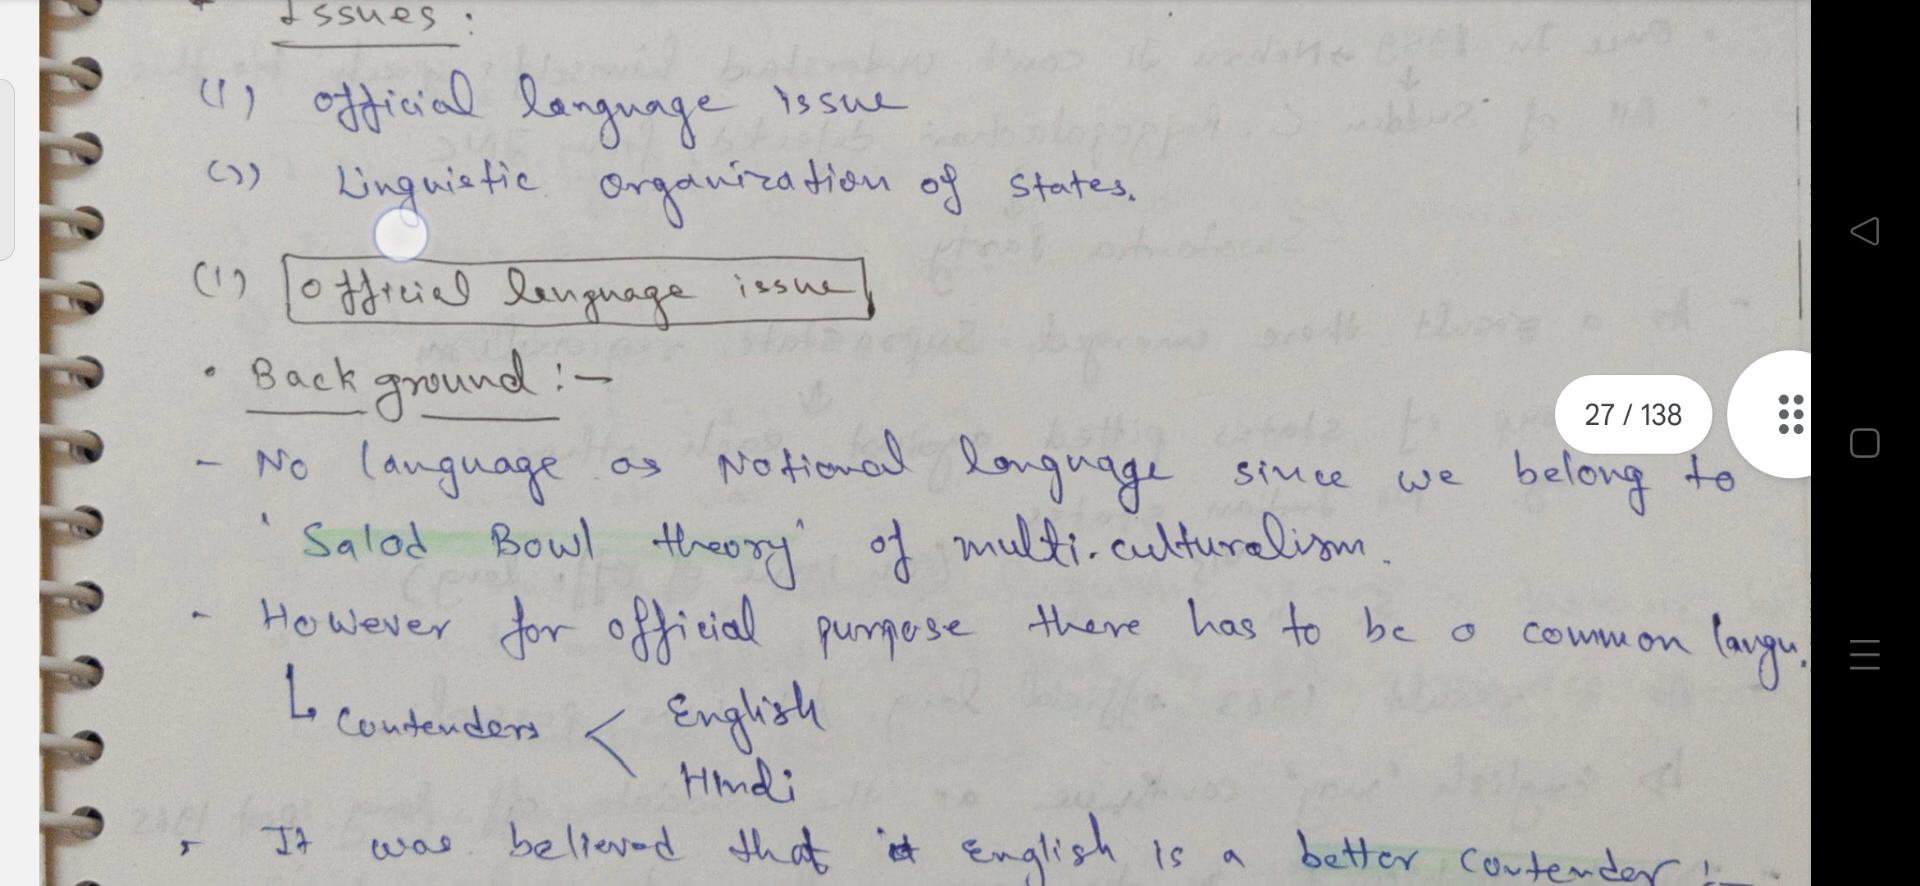 Issues :
(1) official language issue
(2) Linguistic organization of states.
(1) official language issue
• Background :-
- No language as National language since we belong to
'Salad Bowl theory' of multi-culturalism.
- However for official purpose there has to be a common langu.
↳ Contenders < English
Hindi
27 / 138
- It was believed that English is a better contender :-